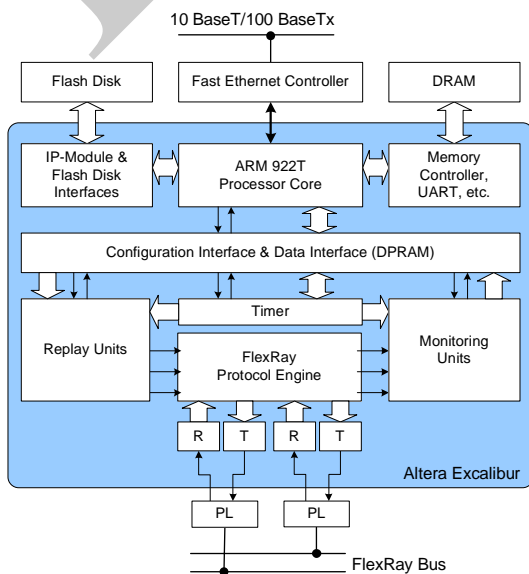 10 BaseT/100 BaseTx
Flash Disk
Fast Ethernet Controller
DRAM
IP-Module &
Flash Disk
Interfaces
ARM 922T
Processor Core
Memory
Controller,
UART, etc.
Configuration Interface & Data Interface (DPRAM)
Timer
Replay Units
FlexRay
Protocol Engine
Monitoring
Units
R
T
R
T
Altera Excalibur
PL
PL
FlexRay Bus